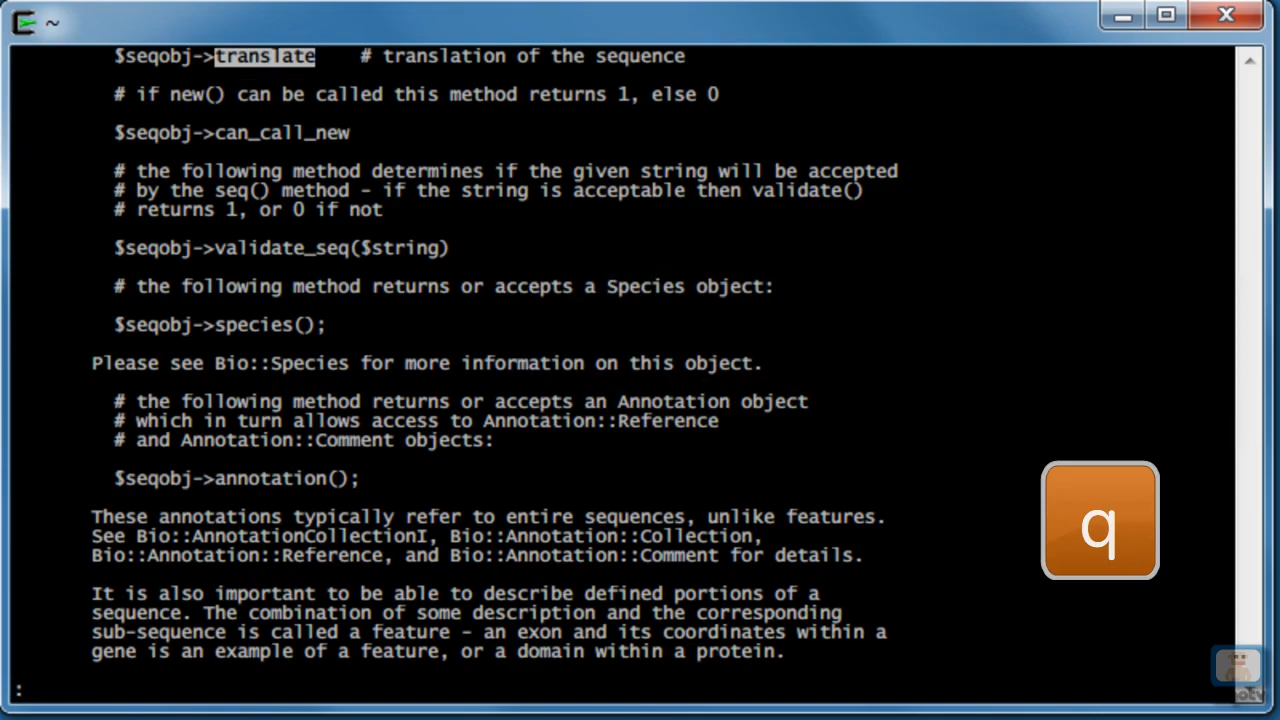 ~
$seqobj->translate    # translation of the sequence
# if new() can be called this method returns 1, else 0
$seqobj->can_call_new
# the following method determines if the given string will be accepted
# by the seq() method - if the string is acceptable then validate()
# returns 1, or 0 if not
$seqobj->validate_seq($string)
# the following method returns or accepts a Species object:
$seqobj->species();
Please see Bio::Species for more information on this object.
# the following method returns or accepts an Annotation object
# which in turn allows access to Annotation::Reference
# and Annotation::Comment objects:
$seqobj->annotation();
These annotations typically refer to entire sequences, unlike features.
See Bio::AnnotationCollectionI, Bio::Annotation::Collection,
Bio::Annotation::Reference, and Bio::Annotation::Comment for details.
q
It is also important to be able to describe defined portions of a
sequence. The combination of some description and the corresponding
sub-sequence is called a feature - an exon and its coordinates within a
gene is an example of a feature, or a domain within a protein.
: